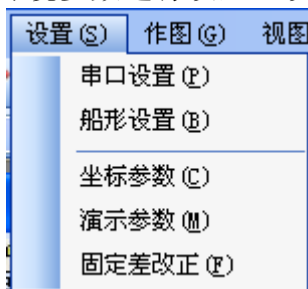 设置(S) 作图(G) 视图
串口设置(P)
船形设置(B)
坐标参数(C)
演示参数(M)
固定差改正(F)